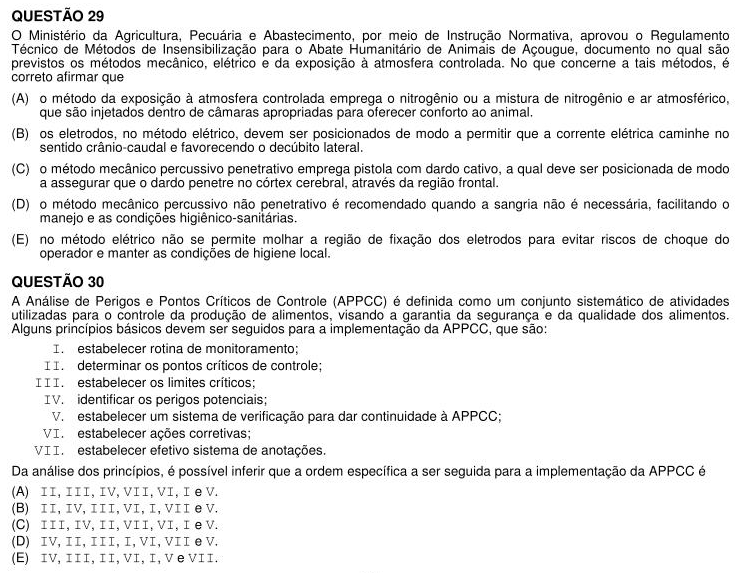 QUESTÃO 29
O Ministério da Agricultura, Pecuária e Abastecimento, por meio de Instrução Normativa, aprovou o Regulamento
Técnico de Métodos de Insensibilização para o Abate Humanitário de Animais de Açougue, documento no qual são
previstos os métodos mecânico, elétrico e da exposição à atmosfera controlada. No que concerne a tais métodos, é
correto afirmar que
(A) o método da exposição à atmosfera controlada emprega o nitrogênio ou a mistura de nitrogênio e ar atmosférico,
que são injetados dentro de câmaras apropriadas para oferecer conforto ao animal.
(B) os eletrodos, no método elétrico, devem ser posicionados de modo a permitir que a corrente elétrica caminhe no
sentido crânio-caudal e favorecendo o decúbito lateral.
(C) o método mecânico percussivo penetrativo emprega pistola com dardo cativo, a qual deve ser posicionada de modo
a assegurar que o dardo penetre no córtex cerebral, através da região frontal.
(D) o método mecânico percussivo não penetrativo é recomendado quando a sangria não é necessária, facilitando o
manejo e as condições higiênico-sanitárias.
(E) no método elétrico não se permite molhar a região de fixação dos eletrodos para evitar riscos de choque do
operador e manter as condições de higiene local.
QUESTÃO 30
A Análise de Perigos e Pontos Críticos de Controle (APPCC) é definida como um conjunto sistemático de atividades
utilizadas para o controle da produção de alimentos, visando a garantia da segurança e da qualidade dos alimentos.
Alguns princípios básicos devem ser seguidos para a implementação da APPCC, que são:
I. estabelecer rotina de monitoramento;
II. determinar os pontos críticos de controle;
III. estabelecer os limites críticos;
IV. identificar os perigos potenciais;
V. estabelecer um sistema de verificação para dar continuidade à APPCC;
VI. estabelecer ações corretivas;
VII. estabelecer efetivo sistema de anotações.
Da análise dos princípios, é possível inferir que a ordem específica a ser seguida para a implementação da APPCC é
(A) II, III, IV, VII, VI, I e V.
(B) II, IV, III, VI, I, VII e V.
(C) III, IV, II, VII, VI, I e V.
(D) IV, II, III, I, VI, VII e V.
(E) IV, III, II, VI, I, V e VII.